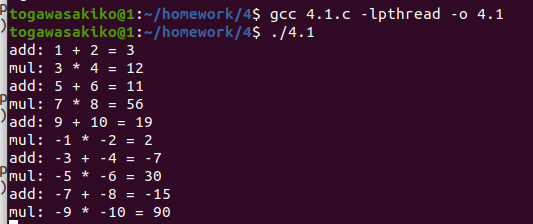 togawasakiko@1:~/homework/4$ gcc 4.1.c -lpthread -o 4.1
togawasakiko@1:~/homework/4$ ./4.1
add: 1 + 2 = 3
mul: 3 * 4 = 12
add: 5 + 6 = 11
mul: 7 * 8 = 56
add: 9 + 10 = 19
mul: -1 * -2 = 2
add: -3 + -4 = -7
mul: -5 * -6 = 30
add: -7 + -8 = -15
mul: -9 * -10 = 90